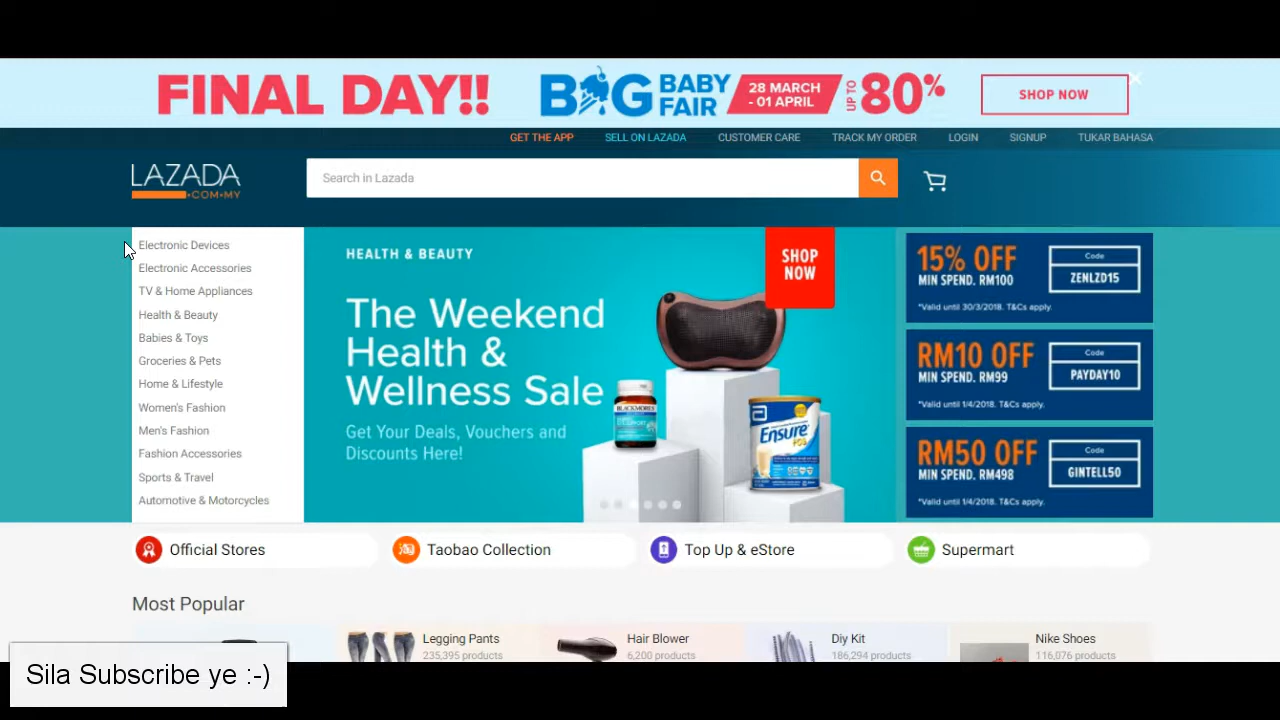 FINAL DAY!!
BIG BABY FAIR
28 MARCH - 01 APRIL
UP TO 80%
SHOP NOW
GET THE APP
SELL ON LAZADA
CUSTOMER CARE
TRACK MY ORDER
LOGIN
SIGNUP
TUKAR BAHASA
LAZADA
.COM.MY
Search in Lazada
Electronic Devices
Electronic Accessories
TV & Home Appliances
Health & Beauty
Babies & Toys
Groceries & Pets
Home & Lifestyle
Women's Fashion
Men's Fashion
Fashion Accessories
Sports & Travel
Automotive & Motorcycles
HEALTH & BEAUTY
The Weekend
Health &
Wellness Sale
Get Your Deals, Vouchers and
Discounts Here!
SHOP
NOW
BLACKMORES
Ensure
15% OFF
MIN SPEND. RM100
Code
ZENLZD15
*Valid until 30/3/2018. T&Cs apply.
RM10 OFF
MIN SPEND. RM99
Code
PAYDAY10
*Valid until 1/4/2018. T&Cs apply.
RM50 OFF
MIN SPEND. RM498
Code
GINTELL50
*Valid until 1/4/2018. T&Cs apply.
Official Stores
Taobao Collection
Top Up & eStore
Supermart
Most Popular
Legging Pants
235,395 products
Hair Blower
6,200 products
Diy Kit
186,294 products
Nike Shoes
116,076 products
Sila Subscribe ye :-)